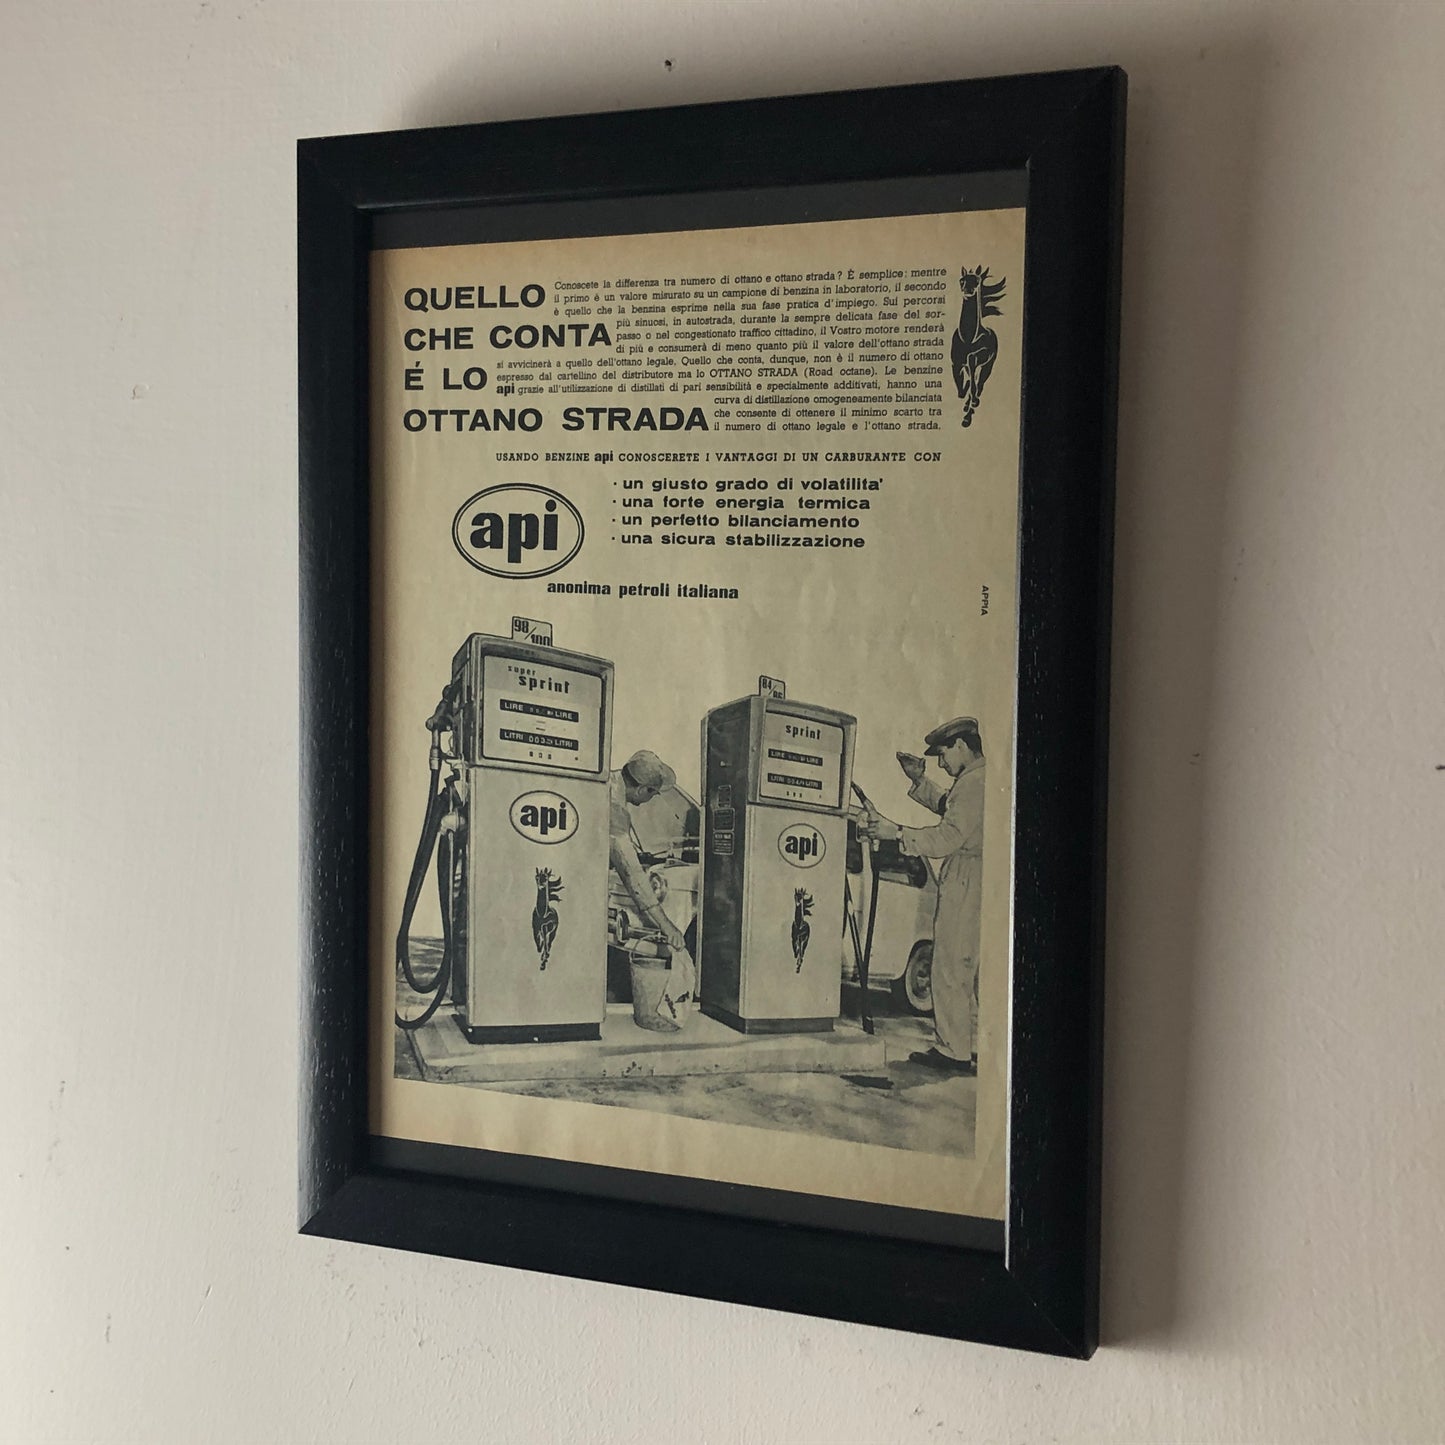 QUELLO
CHE CONTA
É LO
OTTANO STRADA
Conoscete la differenza tra numero di ottano e ottano strada? È semplice: mentre
il primo è un valore misurato su un campione di benzina in laboratorio, il secondo
è quello che la benzina esprime nella sua fase pratica d'impiego. Sui percorsi
più sinuosi, in autostrada, durante la sempre delicata fase del sor-
passo o nel congestionato traffico cittadino, il Vostro motore renderà
di più e consumerà di meno quanto più il valore dell'ottano strada
si avvicinerà a quello dell'ottano legale. Quello che conta, dunque, non è il numero di ottano
espresso dal cartellino del distributore ma lo OTTANO STRADA (Road octane). Le benzine
api grazie all'utilizzazione di distillati di pari sensibilità e specialmente additivati, hanno una
curva di distillazione omogeneamente bilanciata
che consente di ottenere il minimo scarto tra
il numero di ottano legale e l'ottano strada.
USANDO BENZINE api CONOSCERETE I VANTAGGI DI UN CARBURANTE CON
· un giusto grado di volatilita'
· una forte energia termica
· un perfetto bilanciamento
· una sicura stabilizzazione
api
anonima petroli italiana
APPIA
98/100
super
sprint
LIRE LIRE
LITRI LITRI
api
84/86
sprint
LIRE LIRE
LITRI LITRI
api